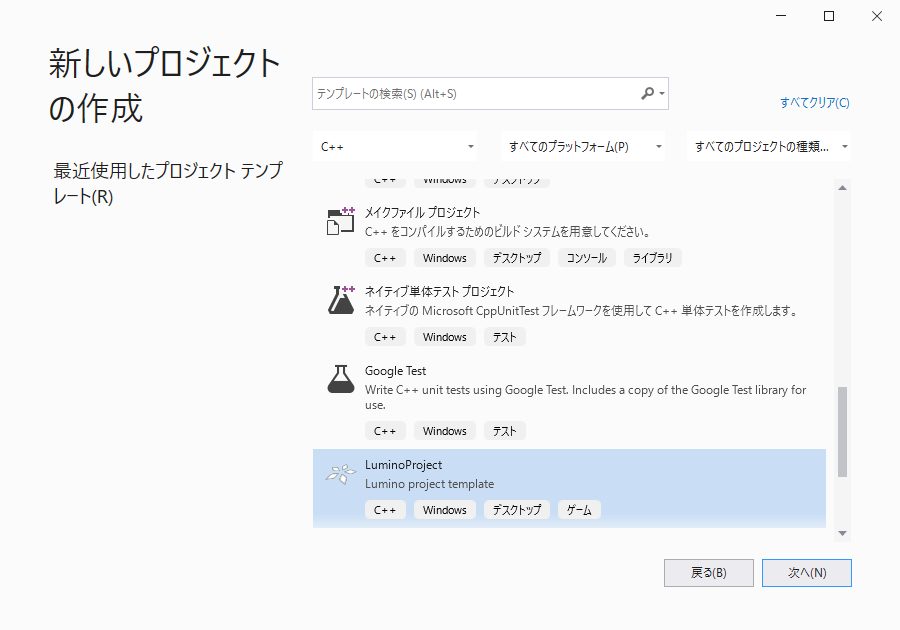 新しいプロジェクト
の作成
最近使用したプロジェクト テンプ
レート(R)
テンプレートの検索(S) (Alt+S)
すべてクリア(C)
C++ すべてのプラットフォーム(P) すべてのプロジェクトの種類...
C++ Windows デスクトップ
メイクファイル プロジェクト
C++ をコンパイルするためのビルド システムを用意してください。
C++ Windows デスクトップ コンソール ライブラリ
ネイティブ単体テスト プロジェクト
ネイティブの Microsoft CppUnitTest フレームワークを使用して C++ 単体テストを作成します。
C++ Windows テスト
Google Test
Write C++ unit tests using Google Test. Includes a copy of the Google Test library for
use.
C++ Windows テスト
LuminoProject
Lumino project template
C++ Windows デスクトップ ゲーム
戻る(B) 次へ(N)